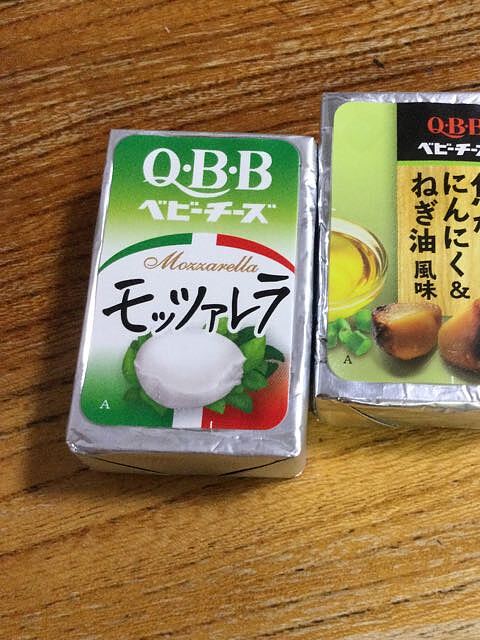 Q·B·B
ベビーチーズ
Mozzarella
モッツァレラ
A
Q·B·B
ベビーチーズ
にんにく&
ねぎ油 風味
A